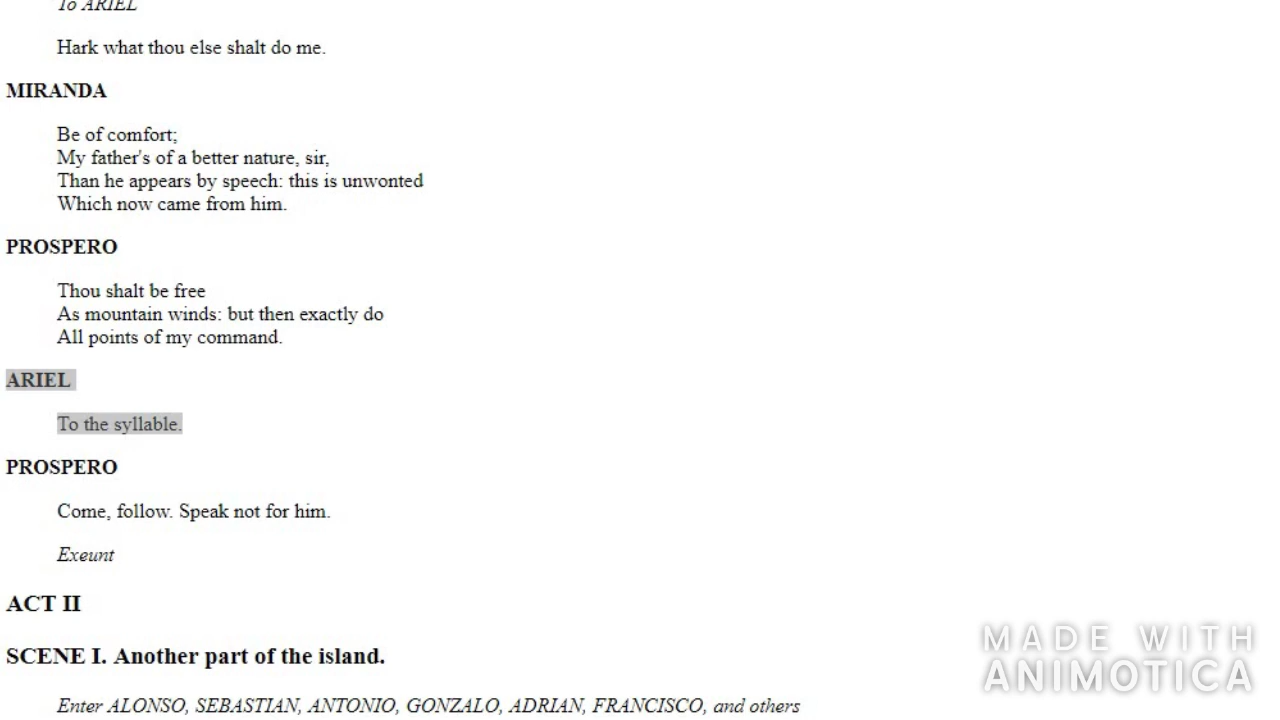 To ARIEL
Hark what thou else shalt do me.
MIRANDA
Be of comfort;
My father's of a better nature, sir,
Than he appears by speech: this is unwonted
Which now came from him.
PROSPERO
Thou shalt be free
As mountain winds: but then exactly do
All points of my command.
ARIEL
To the syllable.
PROSPERO
Come, follow. Speak not for him.
Exeunt
ACT II
SCENE I. Another part of the island.
Enter ALONSO, SEBASTIAN, ANTONIO, GONZALO, ADRIAN, FRANCISCO, and others
MADE WITH
ANIMOTICA